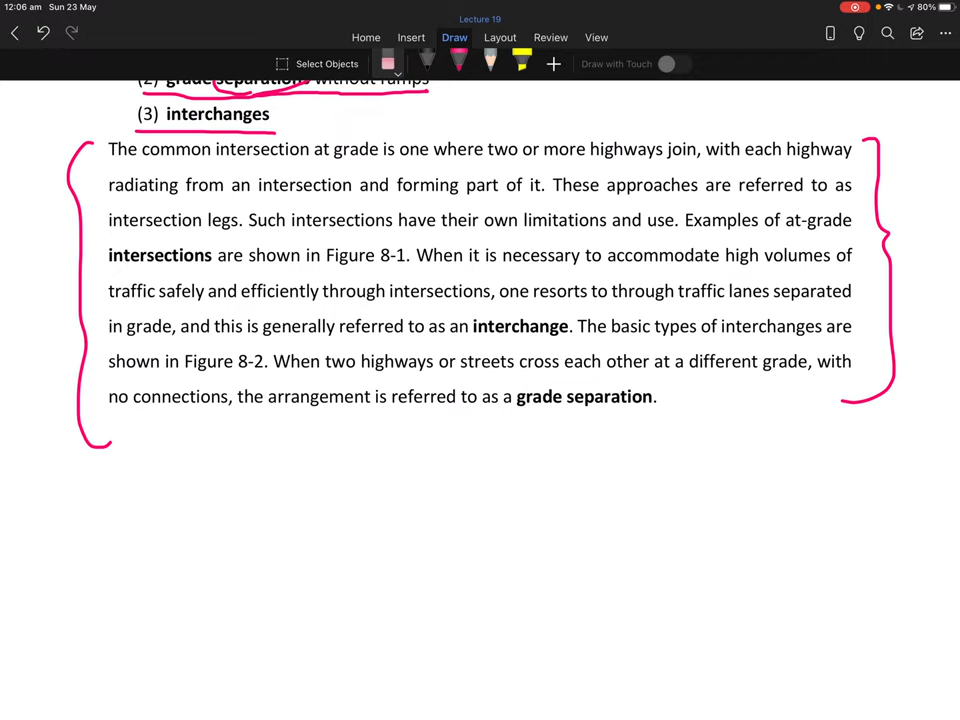 12:06 am Sun 23 May
80%
Lecture 19
Home Insert Draw Layout Review View
Select Objects
Draw with Touch
(2) grade separations without ramps
(3) interchanges
The common intersection at grade is one where two or more highways join, with each highway
radiating from an intersection and forming part of it. These approaches are referred to as
intersection legs. Such intersections have their own limitations and use. Examples of at-grade
intersections are shown in Figure 8-1. When it is necessary to accommodate high volumes of
traffic safely and efficiently through intersections, one resorts to through traffic lanes separated
in grade, and this is generally referred to as an interchange. The basic types of interchanges are
shown in Figure 8-2. When two highways or streets cross each other at a different grade, with
no connections, the arrangement is referred to as a grade separation.